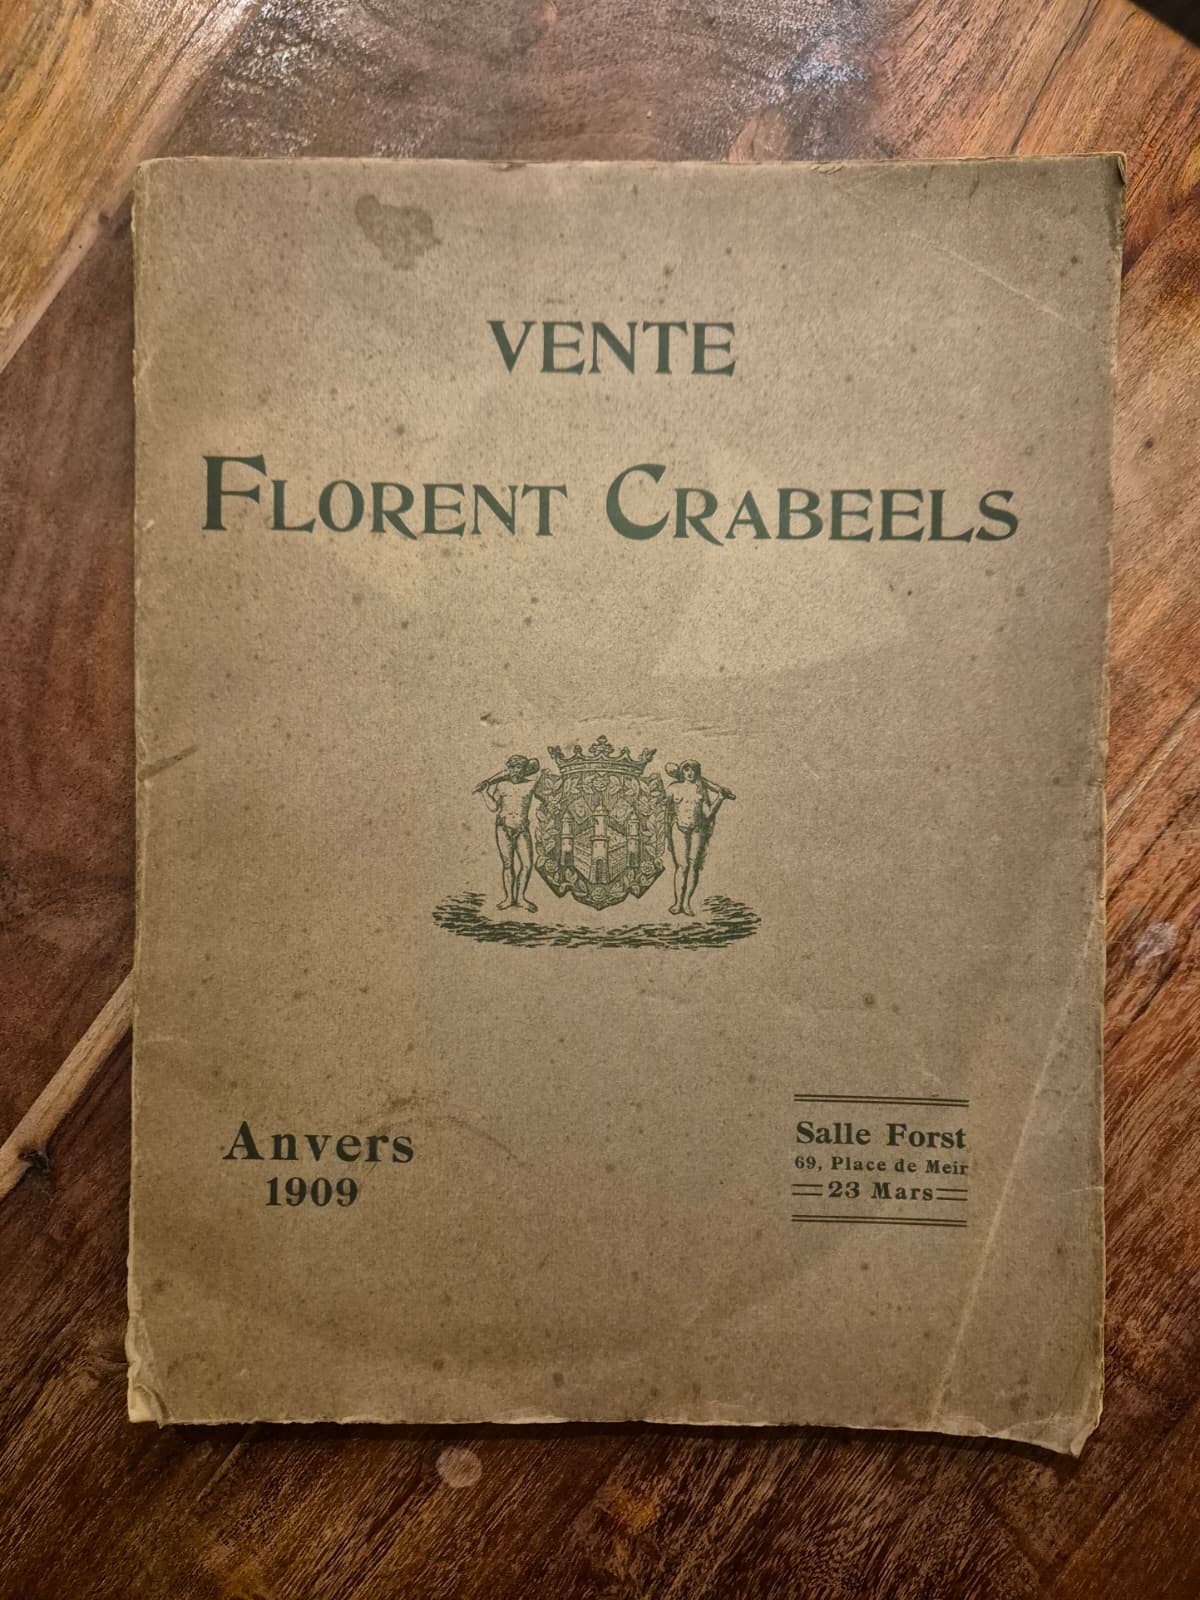 VENTE
FLORENT CRABEELS
Anvers
1909
Salle Forst
69, Place de Meir
23 Mars